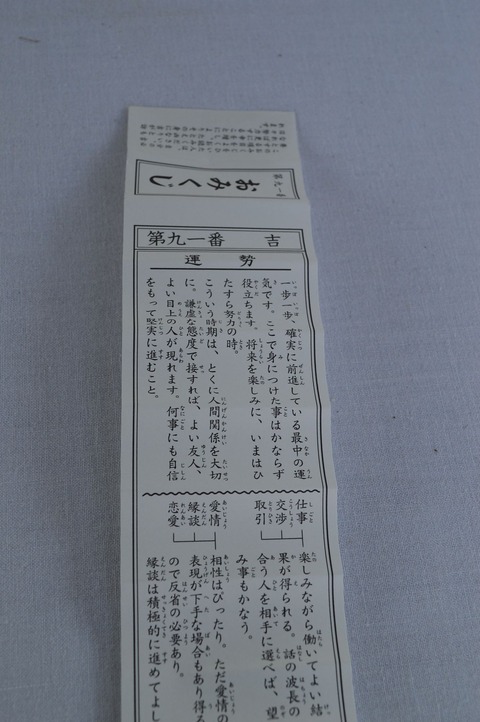 おみくじ
第九一番
第九一番 吉
運勢
一歩一歩、確実に前進している最中の運
気です。ここで身につけた事はかならず
役立ちます。将来を楽しみに、いまはひ
たすら努力の時。
こういう時期は、とくに人間関係を大切
に。謙虚な態度で接すれば、よい友人、
よい目上の人が現れます。何事にも自信
をもって堅実に進むこと。
仕事
交渉
取引
楽しみながら働いてよい結
果が得られる。話の波長の
合う人を相手に選べば、望
み事もかなう。
愛情
縁談
恋愛
相性はぴったり。ただ愛情の
表現が下手な場合もあり得る
ので反省の必要あり。
縁談は積極的に進めてよし